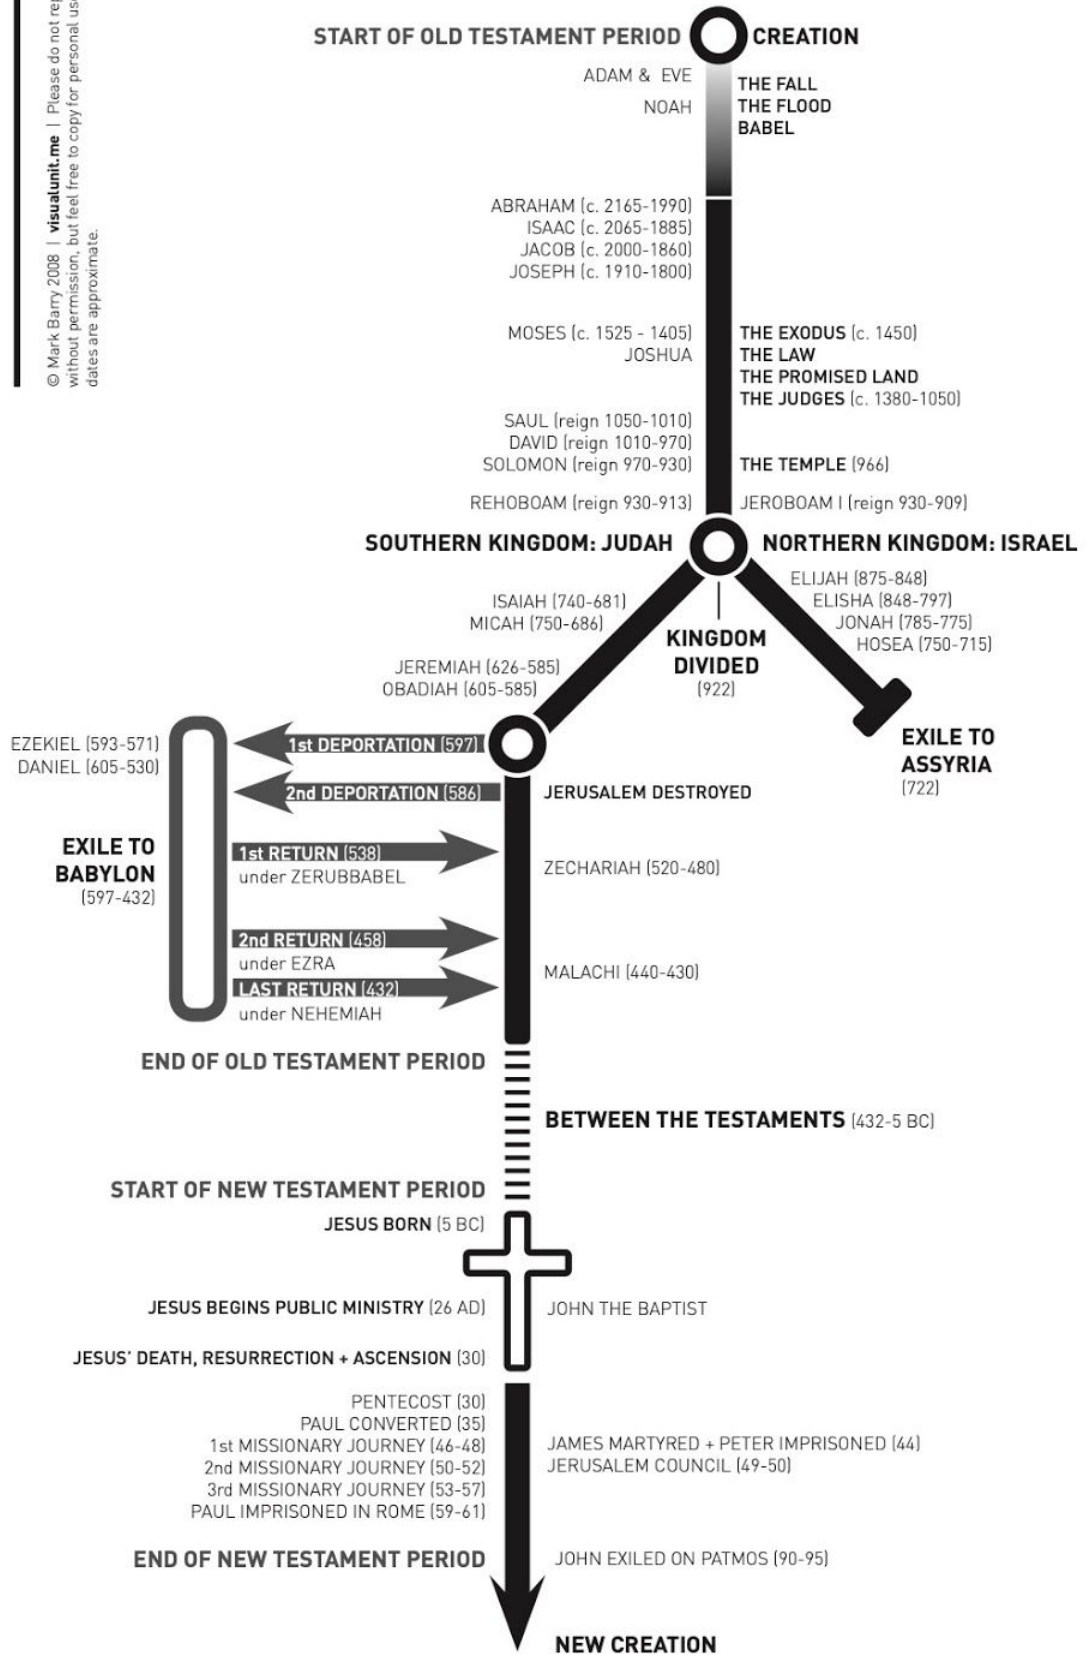 © Mark Barry 2008 | visualunit.me | Please do not
without permission, but feel free to copy for personal
dates are approximate.
START OF OLD TESTAMENT PERIOD
CREATION
ADAM & EVE
NOAH
THE FALL
THE FLOOD
BABEL
ABRAHAM (c. 2165-1990)
ISAAC (c. 2065-1885)
JACOB (c. 2000-1860)
JOSEPH (c. 1910-1800)
MOSES (c. 1525 - 1405)
JOSHUA
THE EXODUS (c. 1450)
THE LAW
THE PROMISED LAND
THE JUDGES (c. 1380-1050)
SAUL (reign 1050-1010)
DAVID (reign 1010-970)
SOLOMON (reign 970-930)
THE TEMPLE (966)
REHOBOAM (reign 930-913)
JEROBOAM I (reign 930-909)
SOUTHERN KINGDOM: JUDAH
NORTHERN KINGDOM: ISRAEL
ISAIAH (740-681)
MICAH (750-686)
JEREMIAH (626-585)
OBADIAH (605-585)
KINGDOM
DIVIDED
(922)
ELIJAH (875-848)
ELISHA (848-797)
JONAH (785-775)
HOSEA (750-715)
EXILE TO
ASSYRIA
(722)
EZEKIEL (593-571)
DANIEL (605-530)
1st DEPORTATION (597)
2nd DEPORTATION (586)
JERUSALEM DESTROYED
EXILE TO
BABYLON
(597-432)
1st RETURN (538)
under ZERUBBABEL
ZECHARIAH (520-480)
2nd RETURN (458)
under EZRA
LAST RETURN (432)
under NEHEMIAH
MALACHI (440-430)
END OF OLD TESTAMENT PERIOD
BETWEEN THE TESTAMENTS (432-5 BC)
START OF NEW TESTAMENT PERIOD
JESUS BORN (5 BC)
JESUS BEGINS PUBLIC MINISTRY (26 AD)
JOHN THE BAPTIST
JESUS' DEATH, RESURRECTION + ASCENSION (30)
PENTECOST (30)
PAUL CONVERTED (35)
1st MISSIONARY JOURNEY (46-48)
2nd MISSIONARY JOURNEY (50-52)
3rd MISSIONARY JOURNEY (53-57)
PAUL IMPRISONED IN ROME (59-61)
JAMES MARTYRED + PETER IMPRISONED (44)
JERUSALEM COUNCIL (49-50)
END OF NEW TESTAMENT PERIOD
JOHN EXILED ON PATMOS (90-95)
NEW CREATION